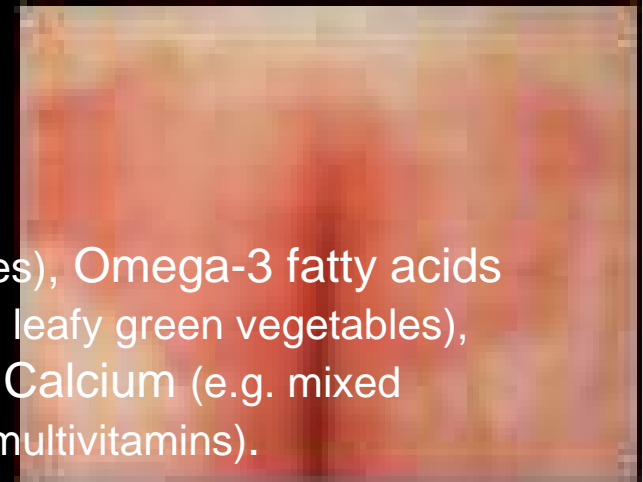 es), Omega-3 fatty acids
leafy green vegetables),
Calcium (e.g. mixed
multivitamins).